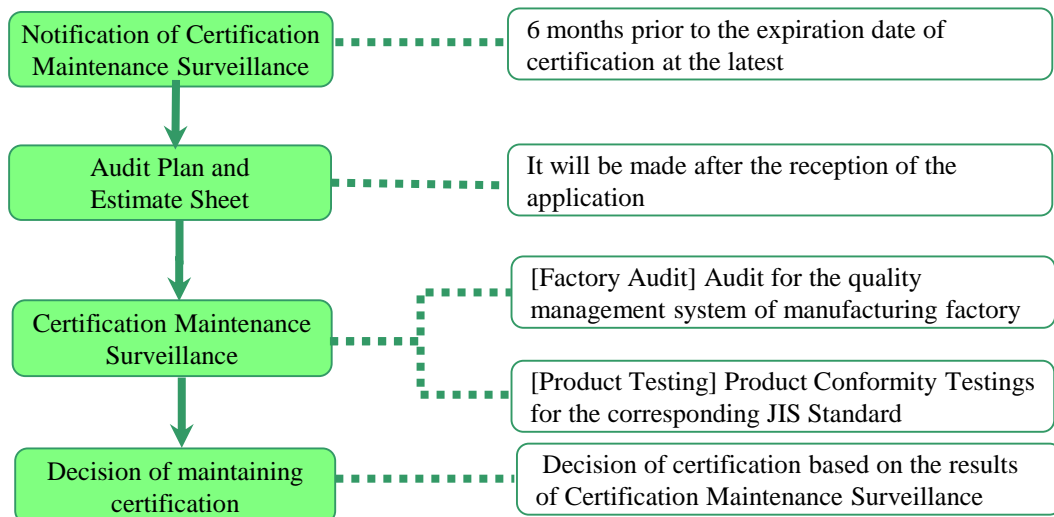 Notification of Certification
Maintenance Surveillance
6 months prior to the expiration date of
certification at the latest
Audit Plan and
Estimate Sheet
It will be made after the reception of the
application
Certification Maintenance
Surveillance
[Factory Audit] Audit for the quality
management system of manufacturing factory
[Product Testing] Product Conformity Testings
for the corresponding JIS Standard
Decision of maintaining
certification
Decision of certification based on the results
of Certification Maintenance Surveillance